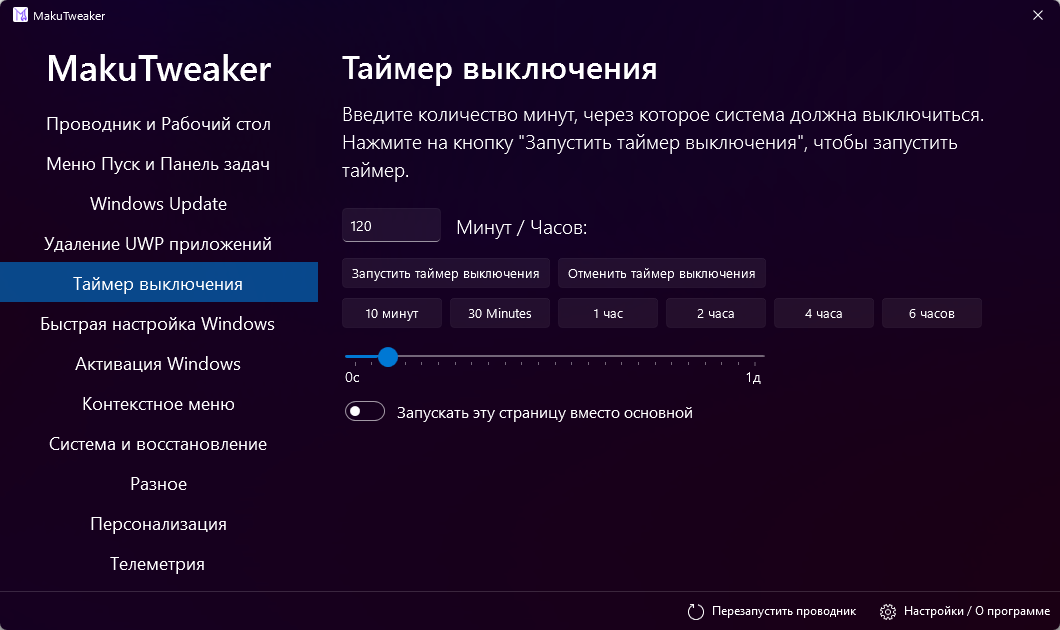 MakuTweaker
MakuTweaker
Проводник и Рабочий стол
Меню Пуск и Панель задач
Windows Update
Удаление UWP приложений
Таймер выключения
Быстрая настройка Windows
Активация Windows
Контекстное меню
Система и восстановление
Разное
Персонализация
Телеметрия
Таймер выключения
Введите количество минут, через которое система должна выключиться.
Нажмите на кнопку "Запустить таймер выключения", чтобы запустить
таймер.
120 Минут / Часов:
Запустить таймер выключения Отменить таймер выключения
10 минут 30 Minutes 1 час 2 часа 4 часа 6 часов
0с 1д
Запускать эту страницу вместо основной
Перезапустить проводник Настройки / О программе